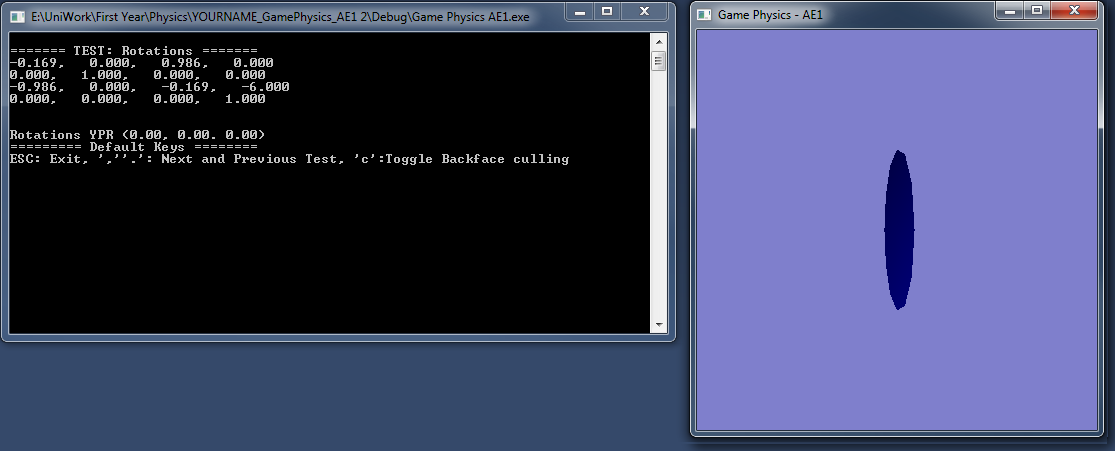 E:\UniWork\First Year\Physics\YOURNAME_GamePhysics_AE1 2\Debug\Game Physics AE1.exe
======= TEST: Rotations =======
-0.169,   0.000,   0.986,   0.000
0.000,   1.000,   0.000,   0.000
-0.986,   0.000,   -0.169,   -6.000
0.000,   0.000,   0.000,   1.000
Rotations YPR (0.00, 0.00. 0.00)
========= Default Keys ========
ESC: Exit, ',''.': Next and Previous Test, 'c':Toggle Backface culling
Game Physics - AE1